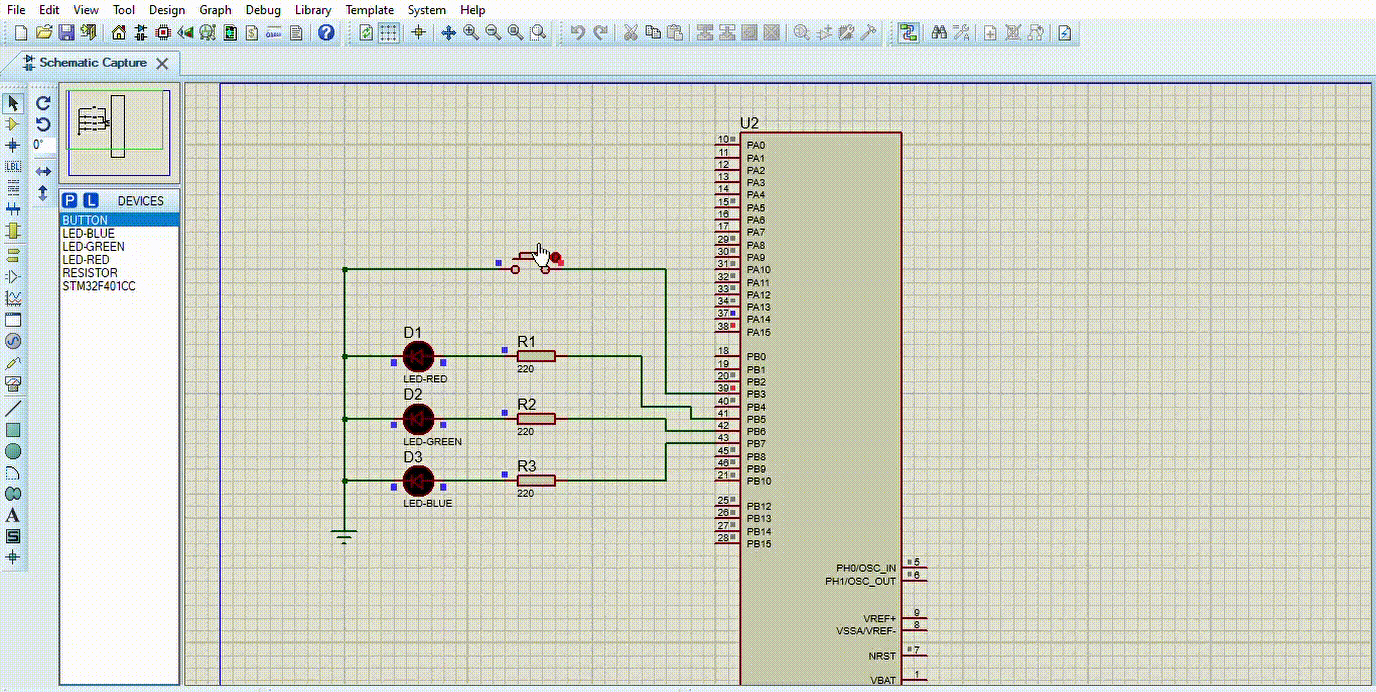 File Edit View Tool Design Graph Debug Library Template System Help
Schematic Capture
LBL
0°
P L DEVICES
BUTTON
LED-BLUE
LED-GREEN
LED-RED
RESISTOR
STM32F401CC
A
S
D1
LED-RED
R1
220
D2
LED-GREEN
R2
220
D3
LED-BLUE
R3
220
U2
10 PA0
11 PA1
12 PA2
13 PA3
14 PA4
15 PA5
16 PA6
17 PA7
29 PA8
30 PA9
31 PA10
32 PA11
33 PA12
34 PA13
37 PA14
38 PA15
18 PB0
19 PB1
20 PB2
39 PB3
40 PB4
41 PB5
42 PB6
43 PB7
45 PB8
46 PB9
21 PB10
25 PB12
26 PB13
27 PB14
28 PB15
PH0/OSC_IN 5
PH1/OSC_OUT 6
VREF+ 9
VSSA/VREF- 8
NRST 7
VBAT 1